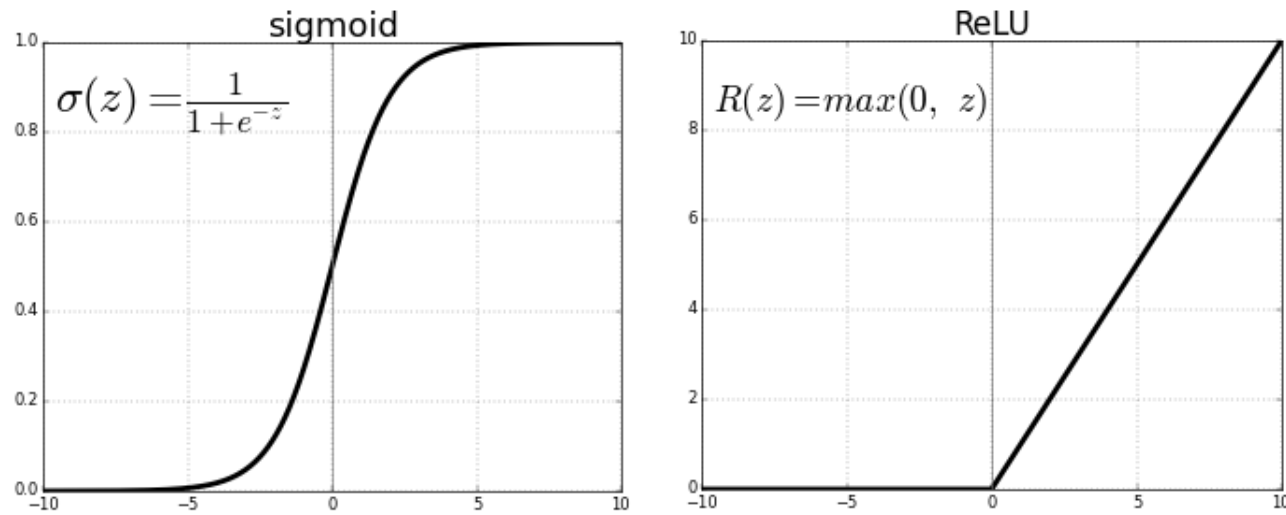 sigmoid
1.0
0.8
0.6
0.4
0.2
0.0
σ(z) = 1 / (1 + e^{-z})
−10 −5 0 5 10
ReLU
10
8
6
4
2
0
R(z) = max(0, z)
−10 −5 0 5 10